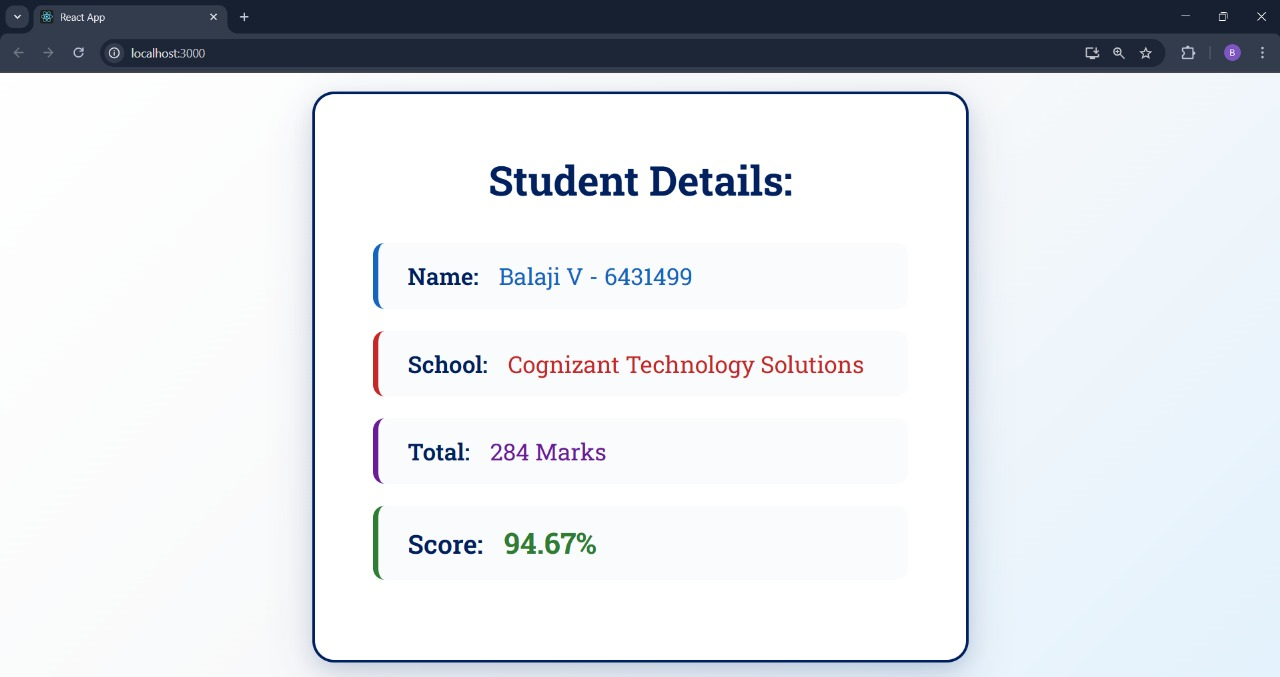 React App
localhost:3000
B
Student Details:
Name: Balaji V - 6431499
School: Cognizant Technology Solutions
Total: 284 Marks
Score: 94.67%